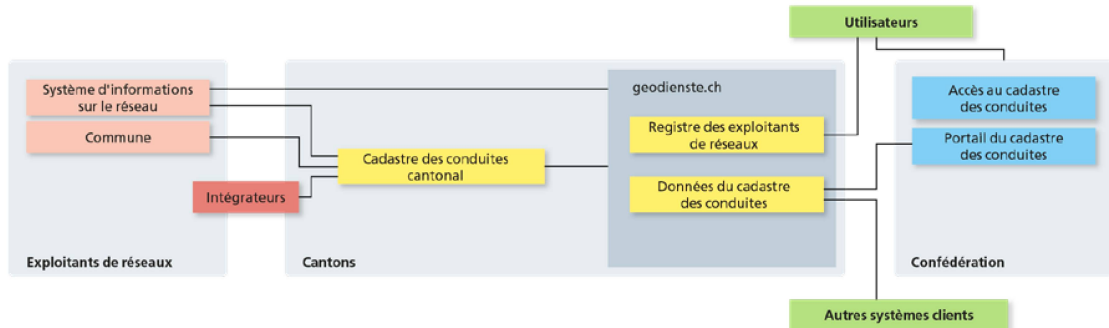 Utilisateurs
Système d'informations
sur le réseau
Commune
Intégrateurs
Exploitants de réseaux
Cadastre des conduites
cantonal
Cantons
geodienste.ch
Registre des exploitants
de réseaux
Données du cadastre
des conduites
Accès au cadastre
des conduites
Portail du cadastre
des conduites
Confédération
Autres systèmes clients